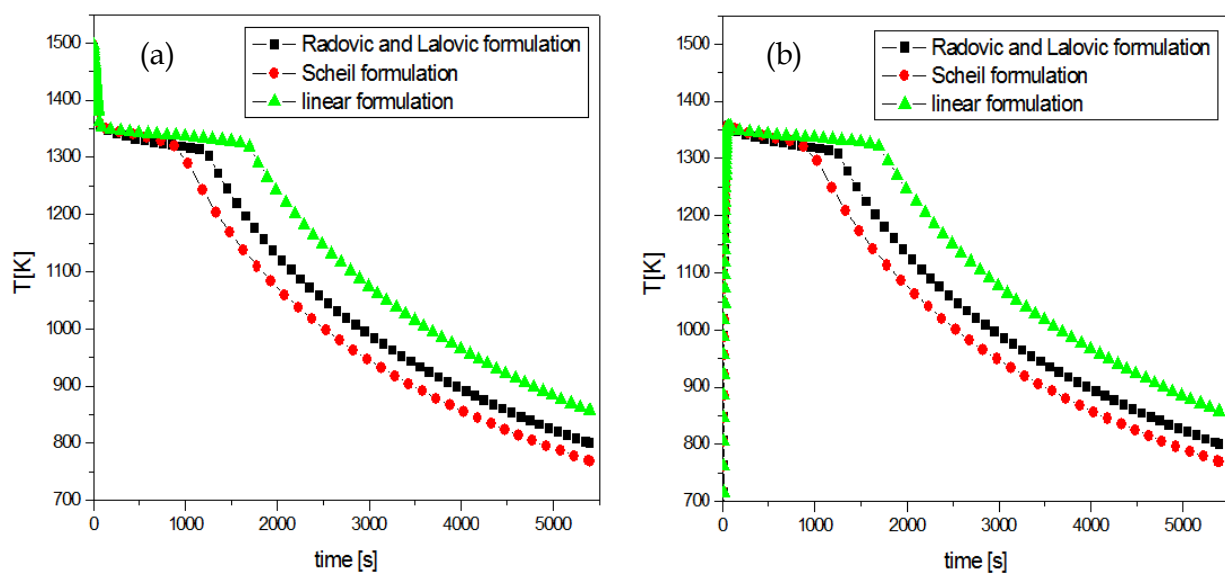 (a)
Radovic and Lalovic formulation
Scheil formulation
linear formulation
T[K]
1500
1400
1300
1200
1100
1000
900
800
700
0 1000 2000 3000 4000 5000
time [s]
(b)
Radovic and Lalovic formulation
Scheil formulation
linear formulation
T[K]
1500
1400
1300
1200
1100
1000
900
800
700
0 1000 2000 3000 4000 5000
time [s]